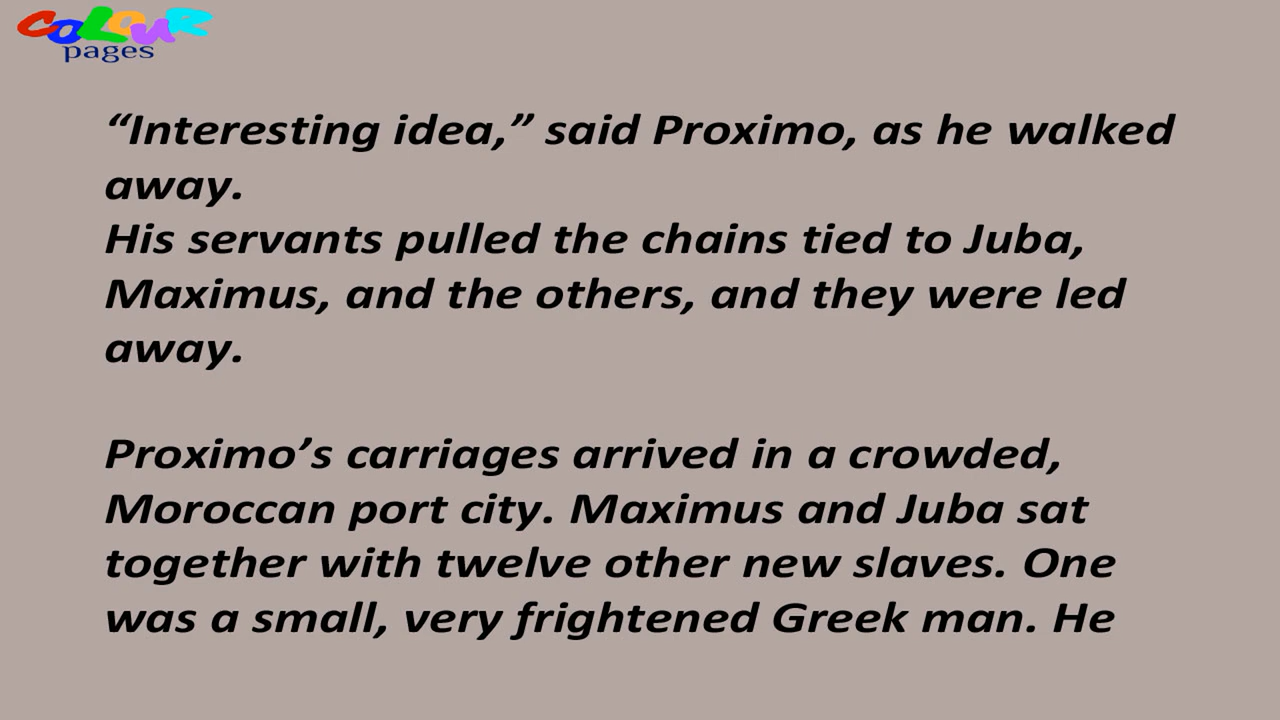 COLOUR
pages
“Interesting idea,” said Proximo, as he walked
away.
His servants pulled the chains tied to Juba,
Maximus, and the others, and they were led
away.
Proximo’s carriages arrived in a crowded,
Moroccan port city. Maximus and Juba sat
together with twelve other new slaves. One
was a small, very frightened Greek man. He